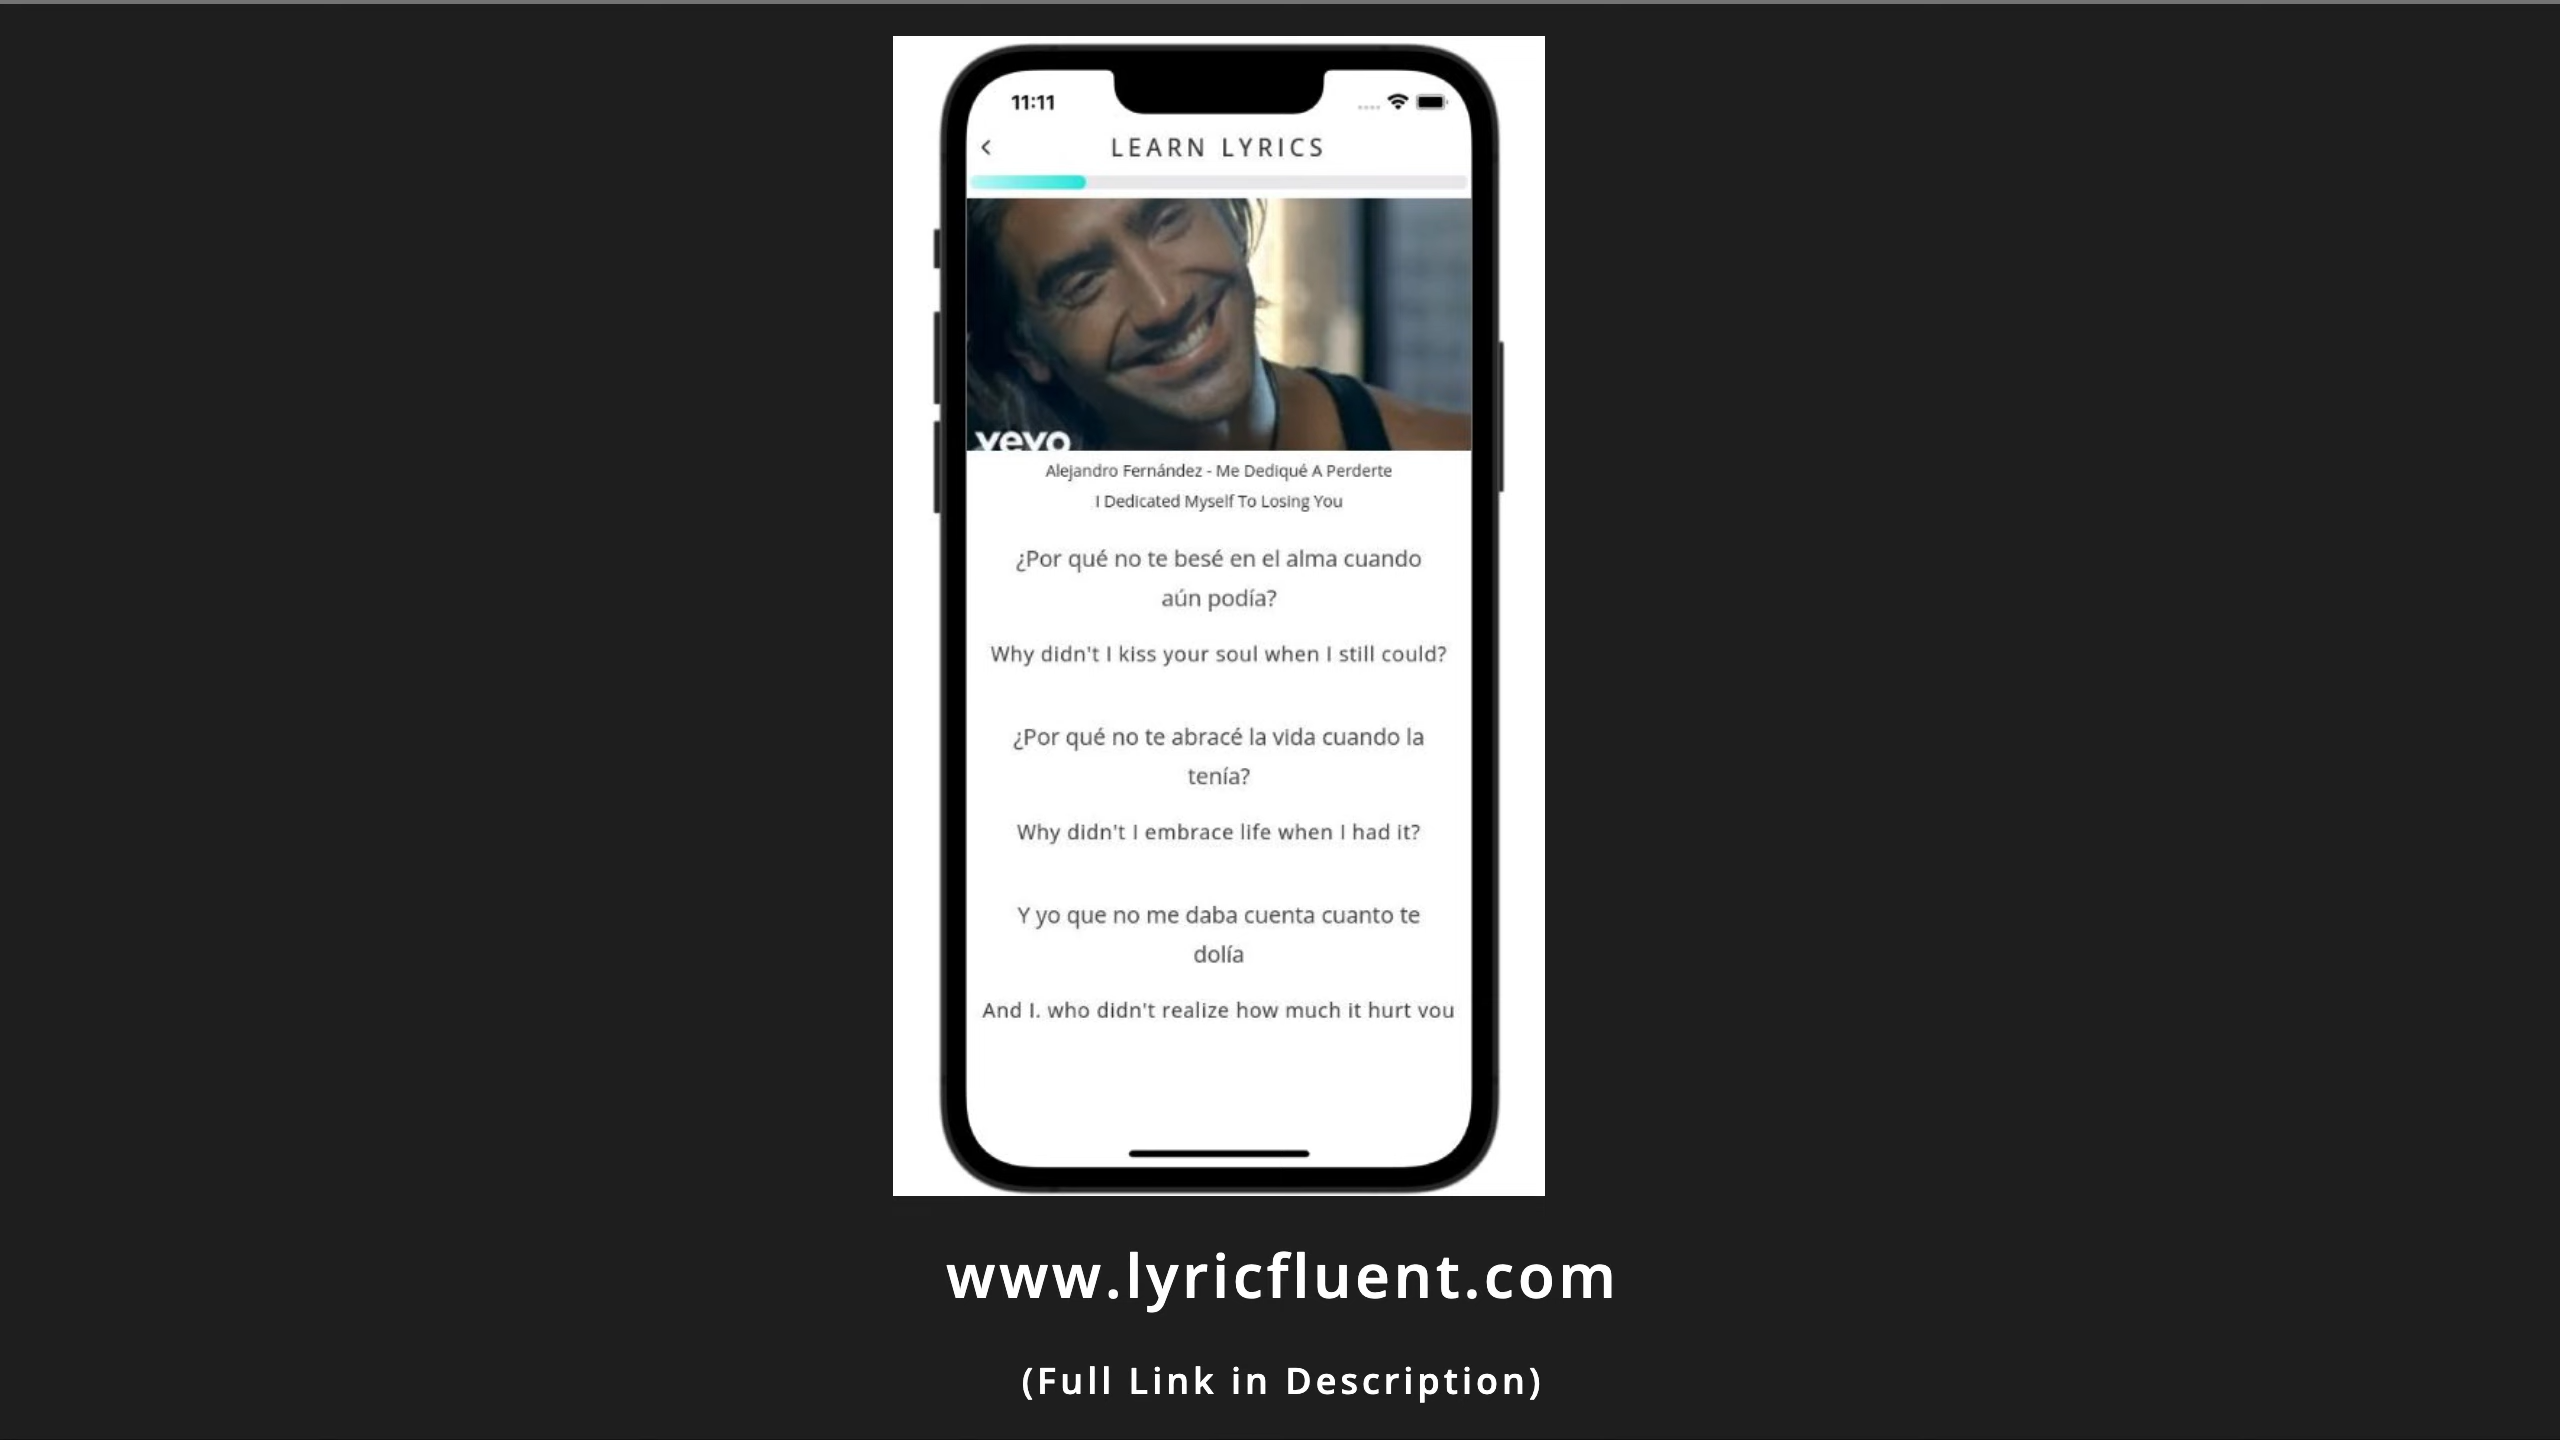 11:11
LEARN LYRICS
vevo
Alejandro Fernández - Me Dediqué A Perderte
I Dedicated Myself To Losing You
¿Por qué no te besé en el alma cuando
aún podía?
Why didn't I kiss your soul when I still could?
¿Por qué no te abracé la vida cuando la
tenía?
Why didn't I embrace life when I had it?
Y yo que no me daba cuenta cuanto te
dolía
And I, who didn't realize how much it hurt you
www.lyricfluent.com
(Full Link in Description)